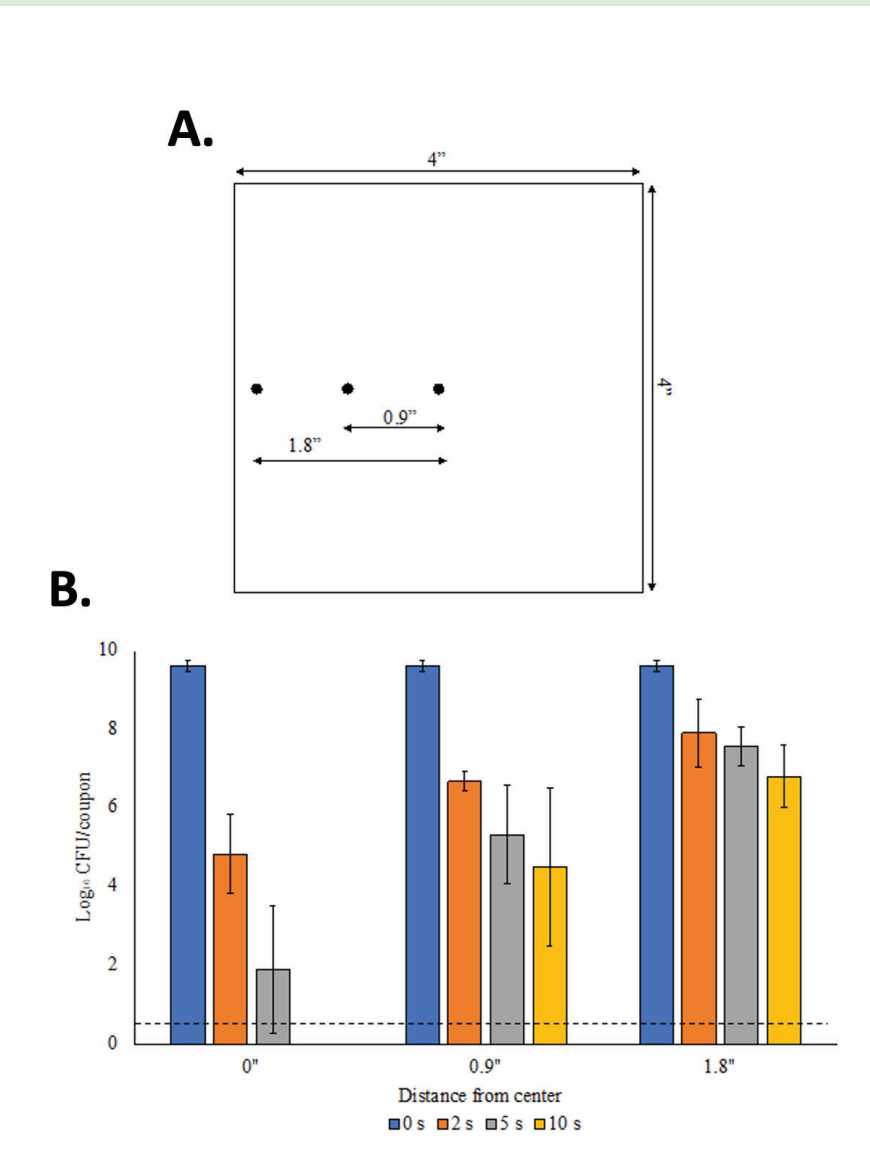 A.
4”
4”
0.9”
1.8”
B.
10
8
6
4
2
0
Log₁₀ CFU/coupon
0" 0.9" 1.8"
Distance from center
0 s 2 s 5 s 10 s